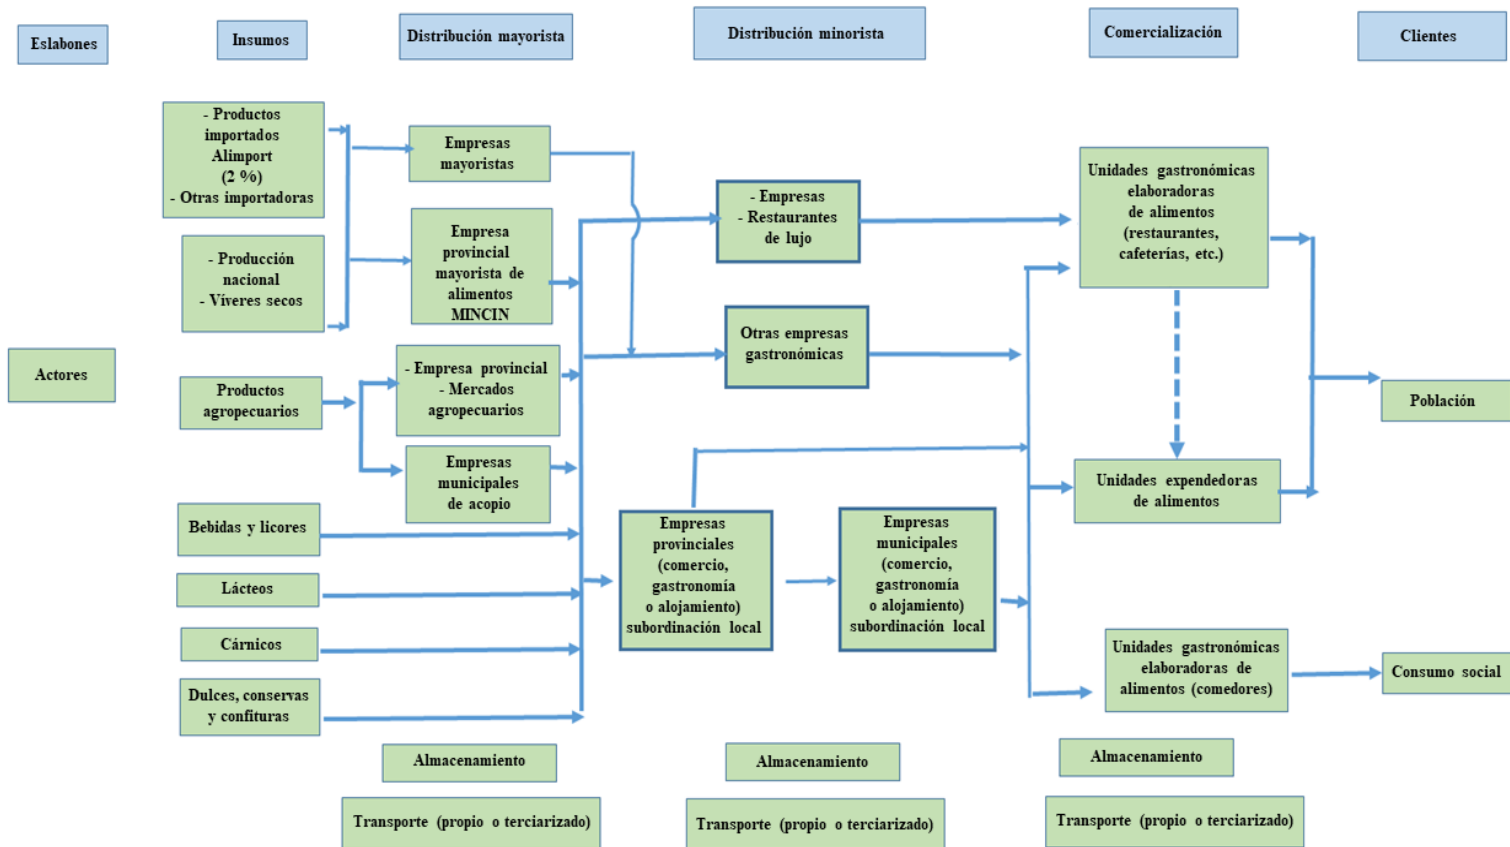 Eslabones
Insumos
Distribución mayorista
Distribución minorista
Comercialización
Clientes
- Productos
importados
Alimport
(2 %)
- Otras importadoras
- Producción
nacional
- Víveres secos
Actores
Productos
agropecuarios
Bebidas y licores
Lácteos
Cárnicos
Dulces, conservas
y confituras
Empresas
mayoristas
Empresa
provincial
mayorista de
alimentos
MINCIN
- Empresa provincial
- Mercados
agropecuarios
Empresas
municipales
de acopio
Almacenamiento
Transporte (propio o terciarizado)
- Empresas
- Restaurantes
de lujo
Otras empresas
gastronómicas
Empresas
provinciales
(comercio,
gastronomía
o alojamiento)
subordinación local
Empresas
municipales
(comercio,
gastronomía
o alojamiento)
subordinación local
Almacenamiento
Transporte (propio o terciarizado)
Unidades gastronómicas
elaboradoras
de alimentos
(restaurantes,
cafeterías, etc.)
Unidades expendedoras
de alimentos
Unidades gastronómicas
elaboradoras de
alimentos (comedores)
Almacenamiento
Transporte (propio o terciarizado)
Población
Consumo social